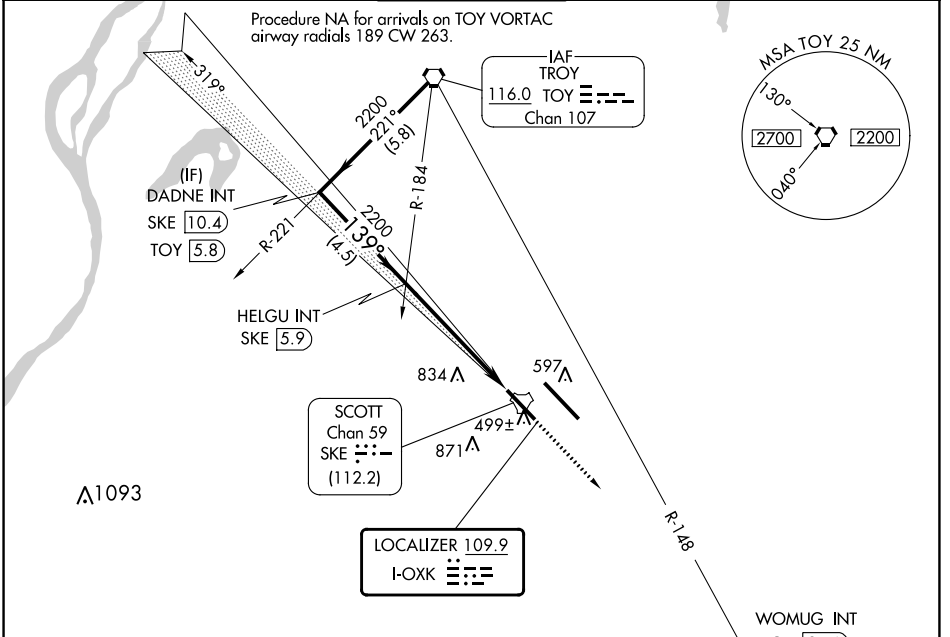 Procedure NA for arrivals on TOY VORTAC
airway radials 189 CW 263.
IAF
TROY
116.0 TOY
Chan 107
MSA TOY 25 NM
130°
2700
2200
040°
319°
2200
221°
(5.8)
R-184
(IF)
DADNE INT
SKE 10.4
TOY 5.8
R-221
2200
139°
(4.5)
HELGU INT
SKE 5.9
834
597
499±
871
SCOTT
Chan 59
SKE
(112.2)
1093
LOCALIZER 109.9
I-OXK
R-148
WOMUG INT